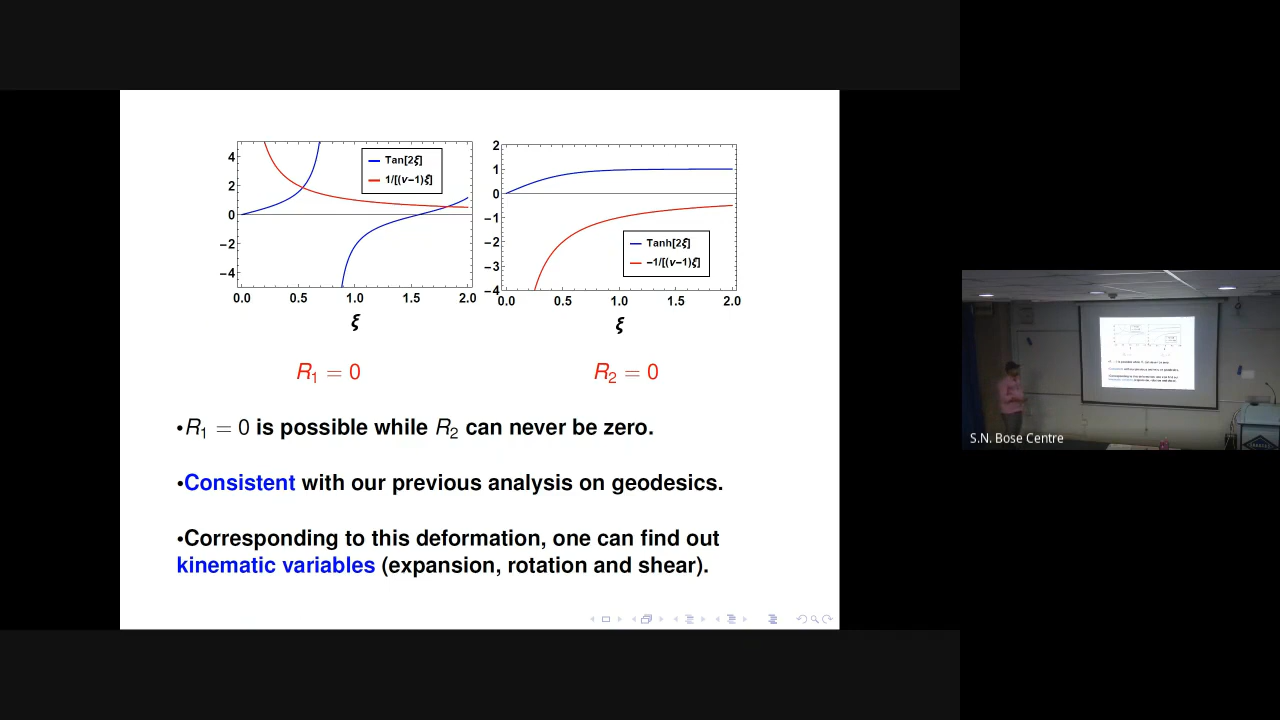 4
2
0
−2
−4
0.0 0.5 1.0 1.5 2.0
ξ
Tan[2ξ]
1/[(v−1)ξ]
2
1
0
−1
−2
−3
−4
0.0 0.5 1.0 1.5 2.0
ξ
Tanh[2ξ]
−1/[(v−1)ξ]
R₁ = 0
R₂ = 0
•R₁ = 0 is possible while R₂ can never be zero.
•Consistent with our previous analysis on geodesics.
•Corresponding to this deformation, one can find out
kinematic variables (expansion, rotation and shear).
S.N. Bose Centre